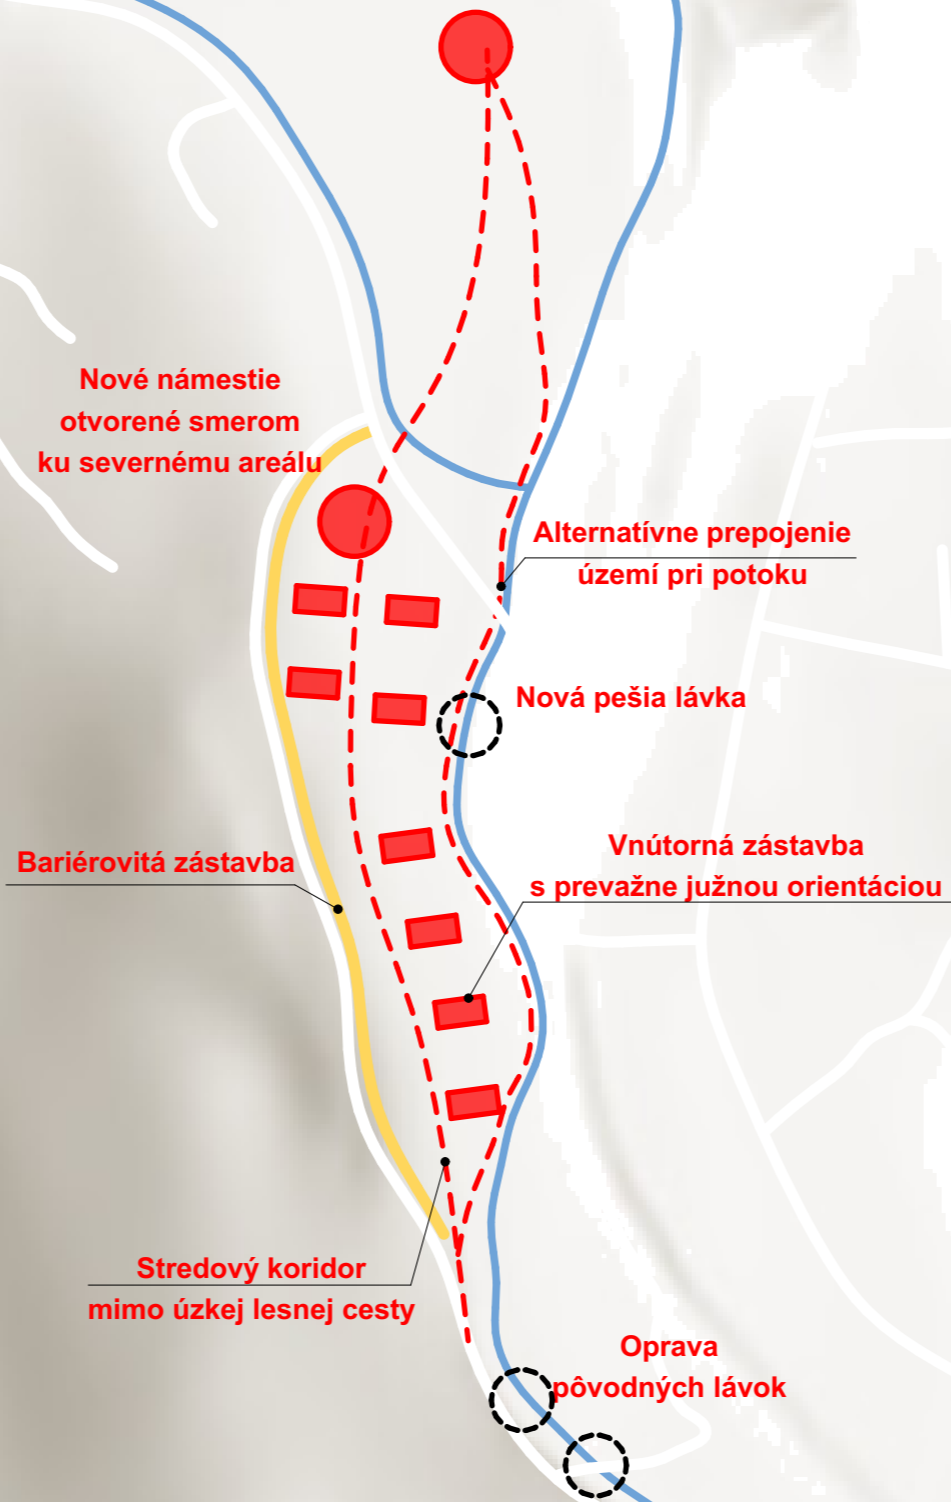 Nové námestie
otvorené smerom
ku severnému areálu
Alternatívne prepojenie
území pri potoku
Nová pešia lávka
Vnútorná zástavba
s prevažne južnou orientáciou
Bariérovitá zástavba
Stredový koridor
mimo úzkej lesnej cesty
Oprava
pôvodných lávok